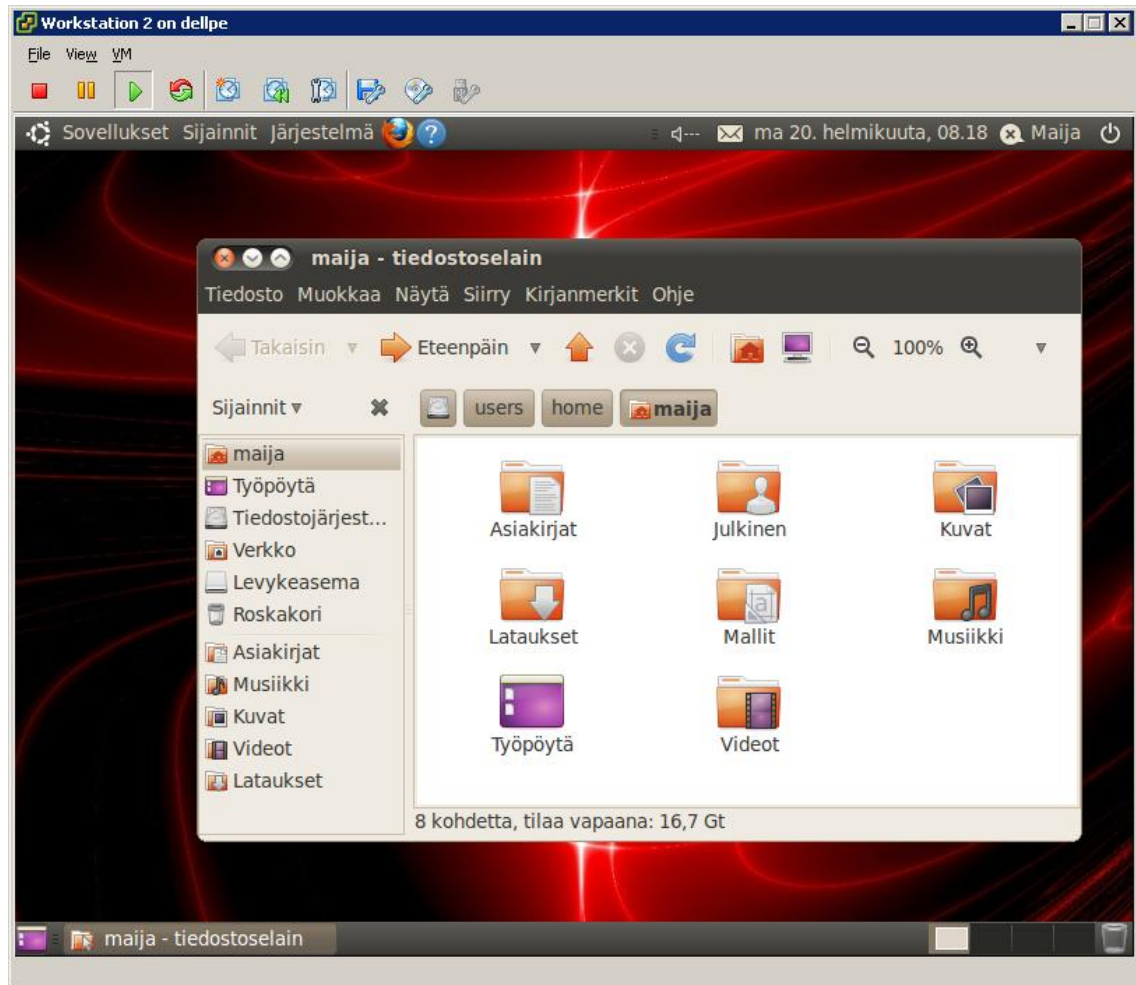 Workstation 2 on dellpe
File View VM
Sovellukset Sijainnit Järjestelmä ? ma 20. helmikuuta, 08.18 Maija
maija - tiedostoselain
Tiedosto Muokkaa Näytä Siirry Kirjanmerkit Ohje
Takaisin Eteenpäin 100%
Sijainnit users home maija
maija
Työpöytä
Tiedostojärjest...
Verkko
Levykeasema
Roskakori
Asiakirjat
Musiikki
Kuvat
Videot
Lataukset
Asiakirjat Julkinen Kuvat
Lataukset Mallit Musiikki
Työpöytä Videot
8 kohdetta, tilaa vapaana: 16,7 Gt
maija - tiedostoselain